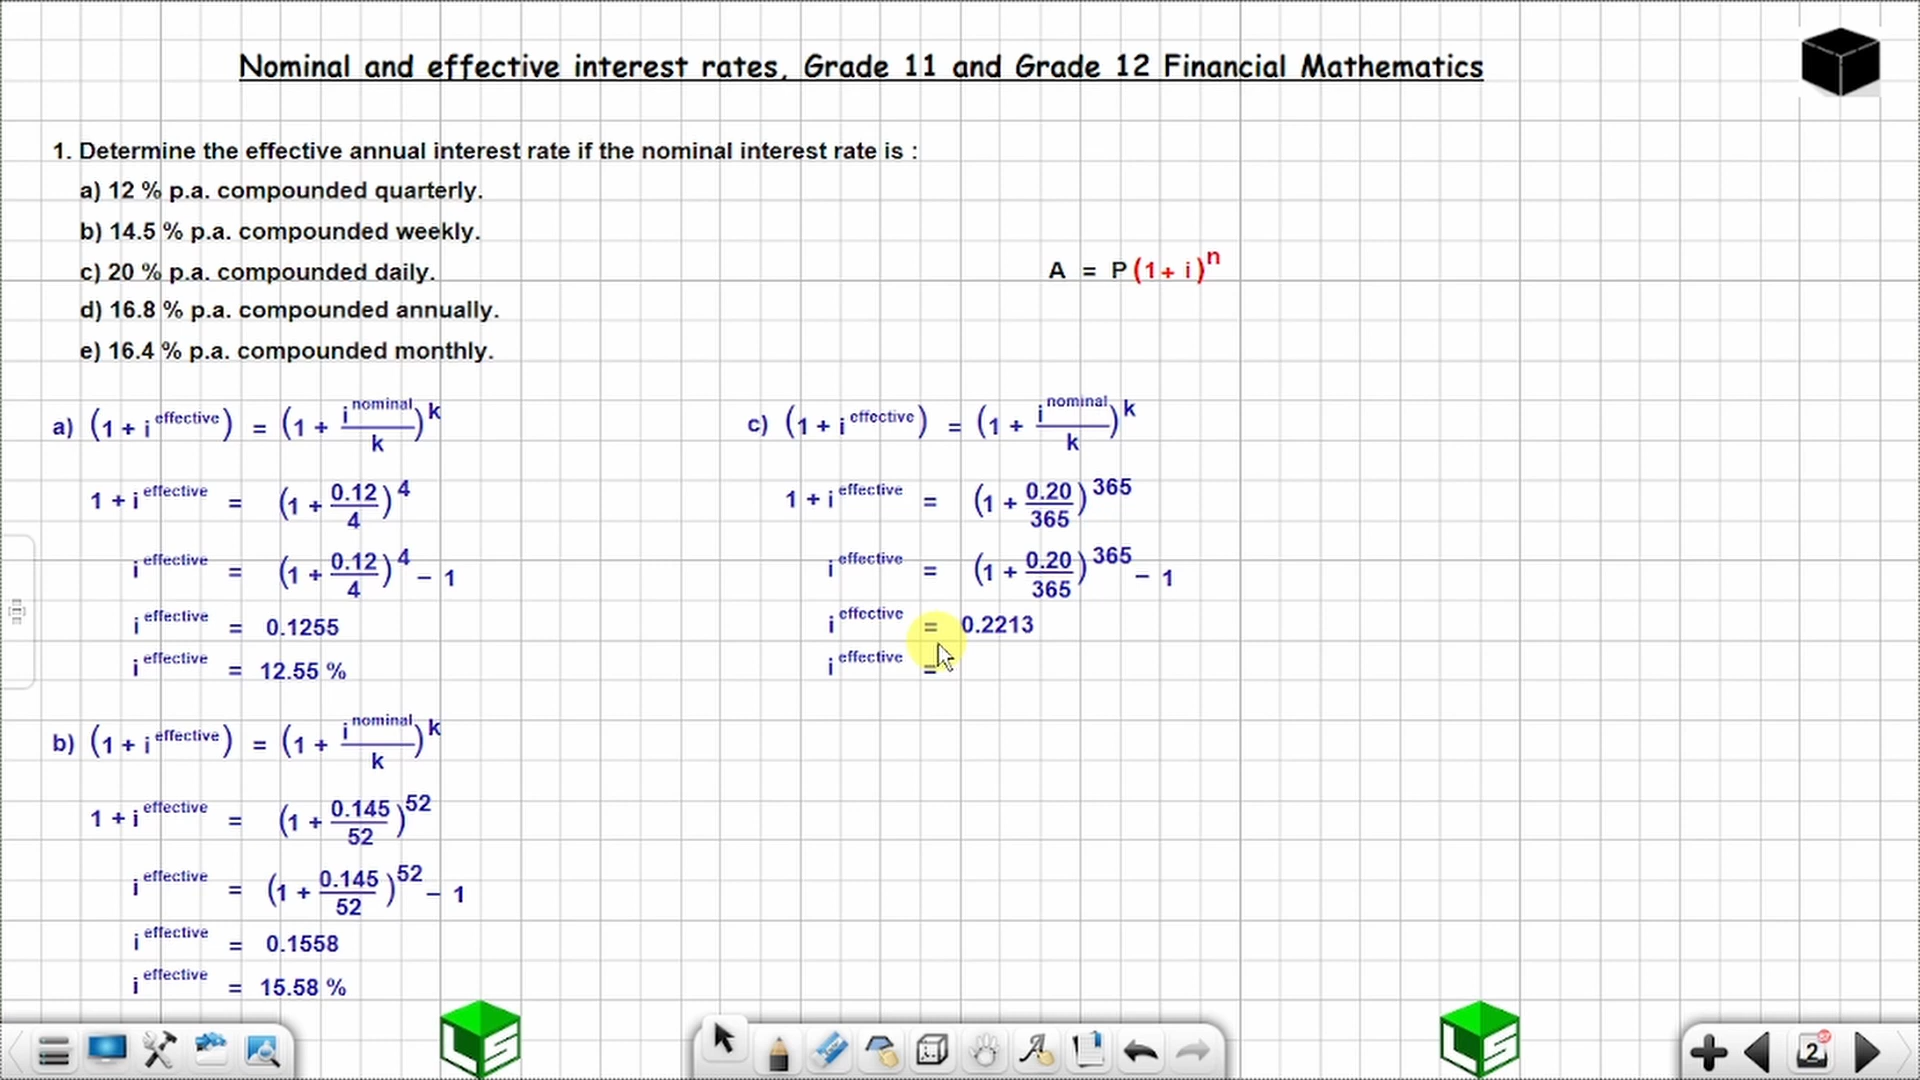 Nominal and effective interest rates, Grade 11 and Grade 12 Financial Mathematics
1. Determine the effective annual interest rate if the nominal interest rate is :
a) 12 % p.a. compounded quarterly.
b) 14.5 % p.a. compounded weekly.
c) 20 % p.a. compounded daily.
d) 16.8 % p.a. compounded annually.
e) 16.4 % p.a. compounded monthly.
A = P(1+ i)^n
a) (1 + i^effective) = (1 + i^nominal/k)^k
1 + i^effective = (1 + 0.12/4)^4
i^effective = (1 + 0.12/4)^4 – 1
i^effective = 0.1255
i^effective = 12.55 %
b) (1 + i^effective) = (1 + i^nominal/k)^k
1 + i^effective = (1 + 0.145/52)^52
i^effective = (1 + 0.145/52)^52 – 1
i^effective = 0.1558
i^effective = 15.58 %
c) (1 + i^effective) = (1 + i^nominal/k)^k
1 + i^effective = (1 + 0.20/365)^365
i^effective = (1 + 0.20/365)^365 – 1
i^effective = 0.2213
i^effective =
LS
LS
2